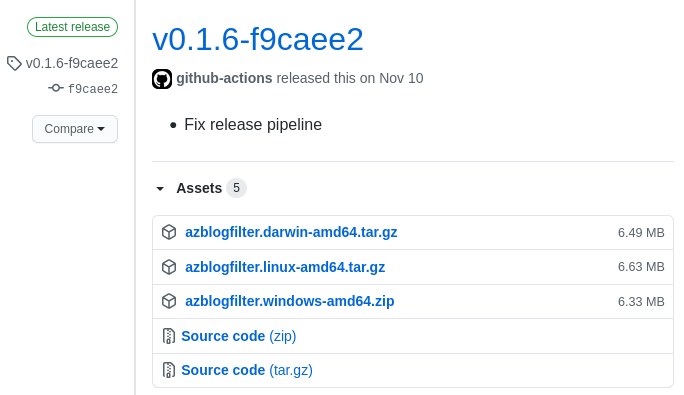 Latest release
v0.1.6-f9caee2
f9caee2
Compare
v0.1.6-f9caee2
github-actions released this on Nov 10
Fix release pipeline
Assets 5
azblogfilter.darwin-amd64.tar.gz 6.49 MB
azblogfilter.linux-amd64.tar.gz 6.63 MB
azblogfilter.windows-amd64.zip 6.33 MB
Source code (zip)
Source code (tar.gz)